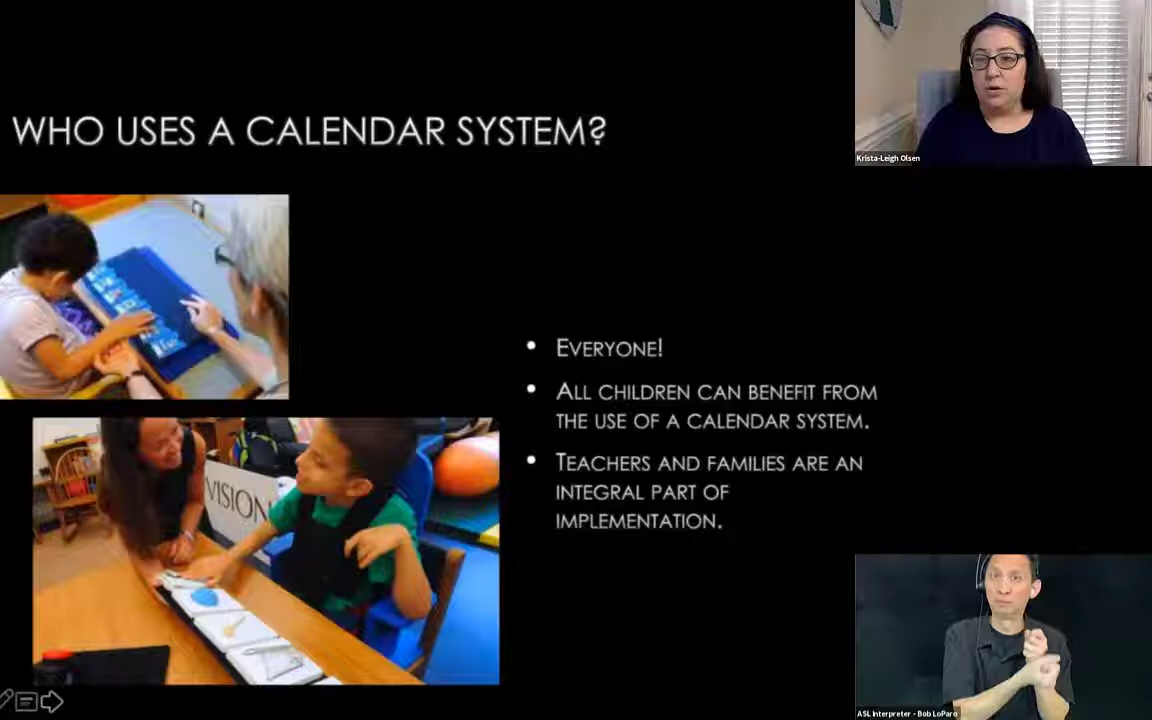 WHO USES A CALENDAR SYSTEM?
Krista-Leigh Olsen
• EVERYONE!
• ALL CHILDREN CAN BENEFIT FROM
THE USE OF A CALENDAR SYSTEM.
• TEACHERS AND FAMILIES ARE AN
INTEGRAL PART OF
IMPLEMENTATION.
VISION
ASL Interpreter - Bob LoParo